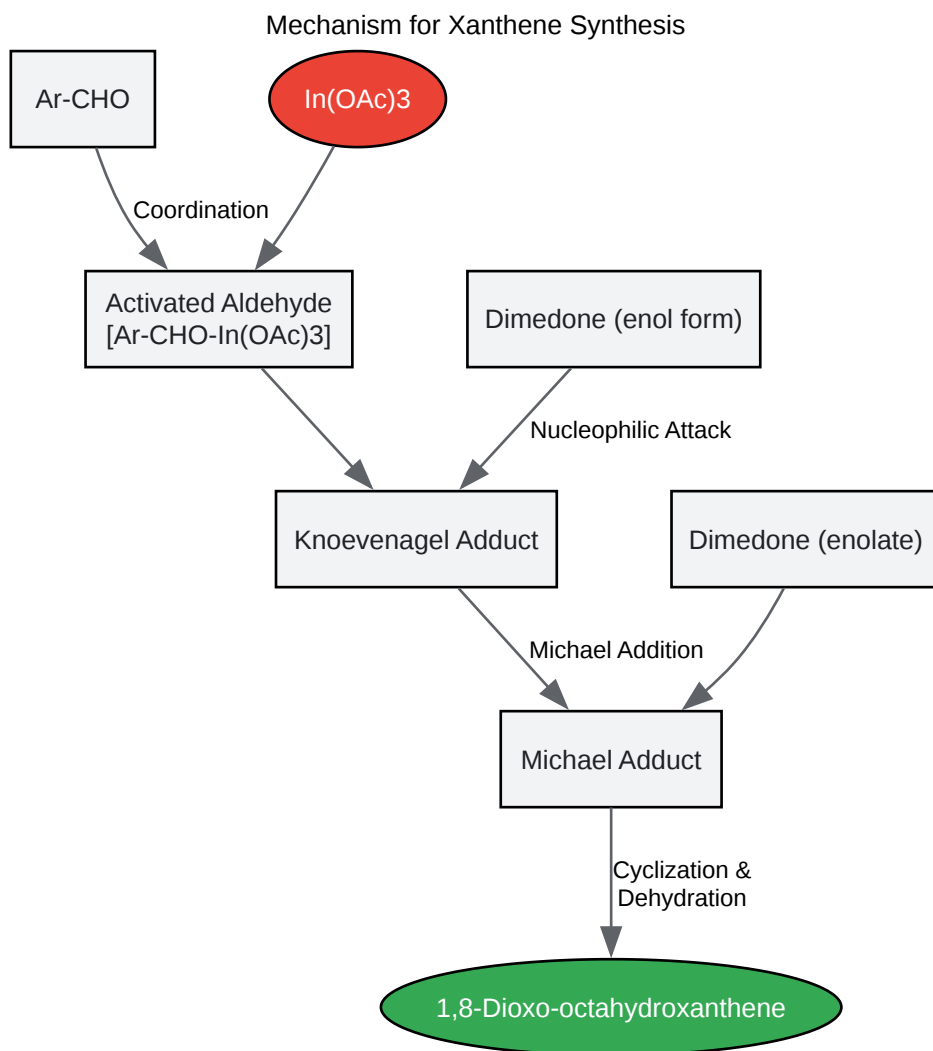 Mechanism for Xanthene Synthesis
Ar-CHO
In(OAc)3
Coordination
Activated Aldehyde
[Ar-CHO-In(OAc)3]
Dimedone (enol form)
Nucleophilic Attack
Knoevenagel Adduct
Dimedone (enolate)
Michael Addition
Michael Adduct
Cyclization &
Dehydration
1,8-Dioxo-octahydroxanthene